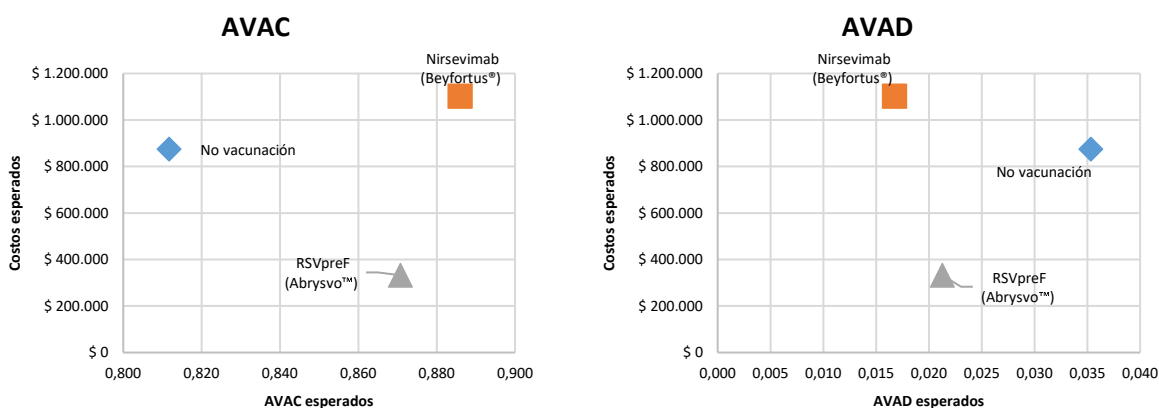 AVAC
Nirsevimab
(Beyfortus®)
$ 1.200.000
$ 1.000.000
$ 800.000
$ 600.000
$ 400.000
$ 200.000
$ 0
Costos esperados
No vacunación
RSVpreF
(Abrysvo™)
0,800
0,820
0,840
0,860
0,880
0,900
AVAC esperados
AVAD
Nirsevimab
(Beyfortus®)
$ 1.200.000
$ 1.000.000
$ 800.000
$ 600.000
$ 400.000
$ 200.000
$ 0
Costos esperados
No vacunación
RSVpreF
(Abrysvo™)
0,000
0,005
0,010
0,015
0,020
0,025
0,030
0,035
0,040
AVAD esperados